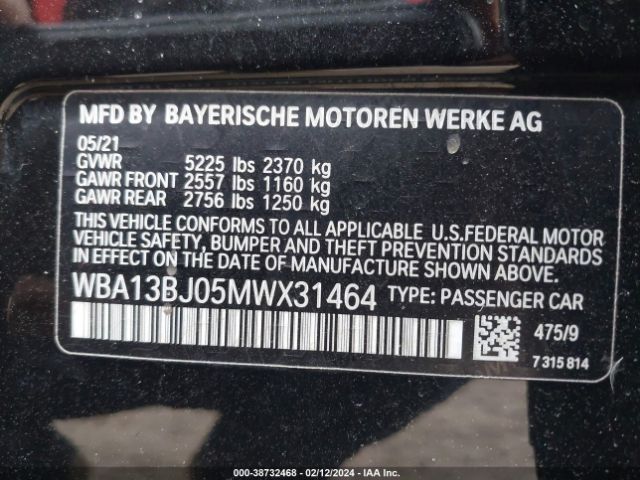 MFD BY BAYERISCHE MOTOREN WERKE AG
05/21
GVWR 5225 lbs 2370 kg
GAWR FRONT 2557 lbs 1160 kg
GAWR REAR 2756 lbs 1250 kg
THIS VEHICLE CONFORMS TO ALL APPLICABLE U.S.FEDERAL MOTOR
VEHICLE SAFETY, BUMPER AND THEFT PREVENTION STANDARDS
IN EFFECT ON THE DATE OF MANUFACTURE SHOWN ABOVE.
WBA13BJ05MWX31464 TYPE: PASSENGER CAR
475/9
7 315 814
000-38732468 - 02/12/2024 - IAA Inc.